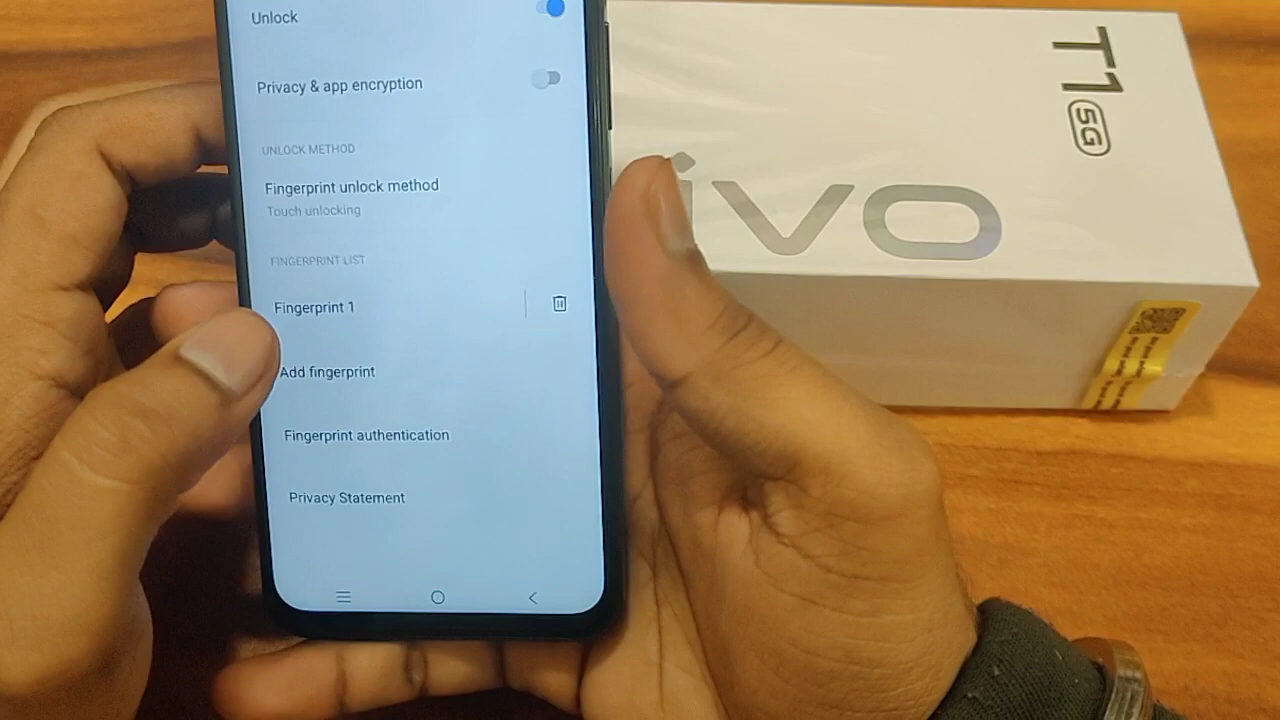 Unlock
Privacy & app encryption
UNLOCK METHOD
Fingerprint unlock method
Touch unlocking
FINGERPRINT LIST
Fingerprint 1
Add fingerprint
Fingerprint authentication
Privacy Statement
T1
5G
ivo